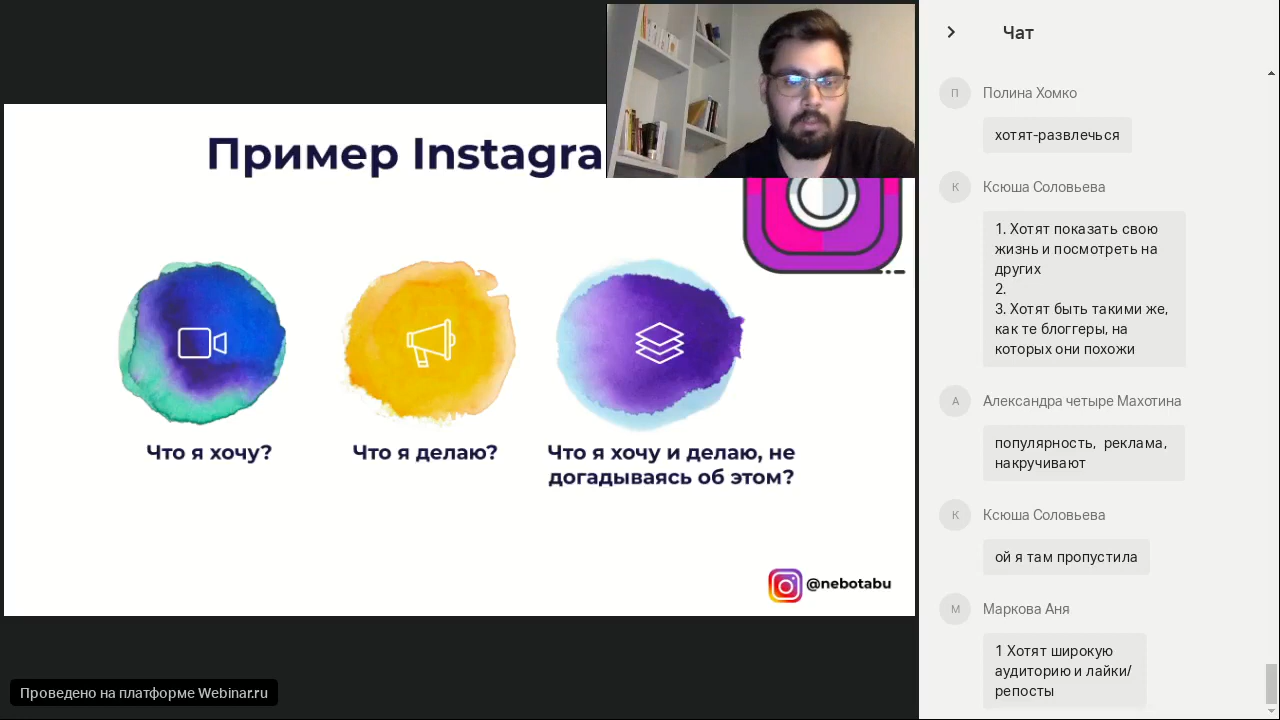 Пример Instagra
Что я хочу?
Что я делаю?
Что я хочу и делаю, не
догадываясь об этом?
@nebotabu
Проведено на платформе Webinar.ru
Чат
П
Полина Хомко
хотят-развлечься
К
Ксюша Соловьева
1. Хотят показать свою
жизнь и посмотреть на
других
2.
3. Хотят быть такими же,
как те блоггеры, на
которых они похожи
А
Александра четыре Махотина
популярность, реклама,
накручивают
К
Ксюша Соловьева
ой я там пропустила
М
Маркова Аня
1 Хотят широкую
аудиторию и лайки/
репосты